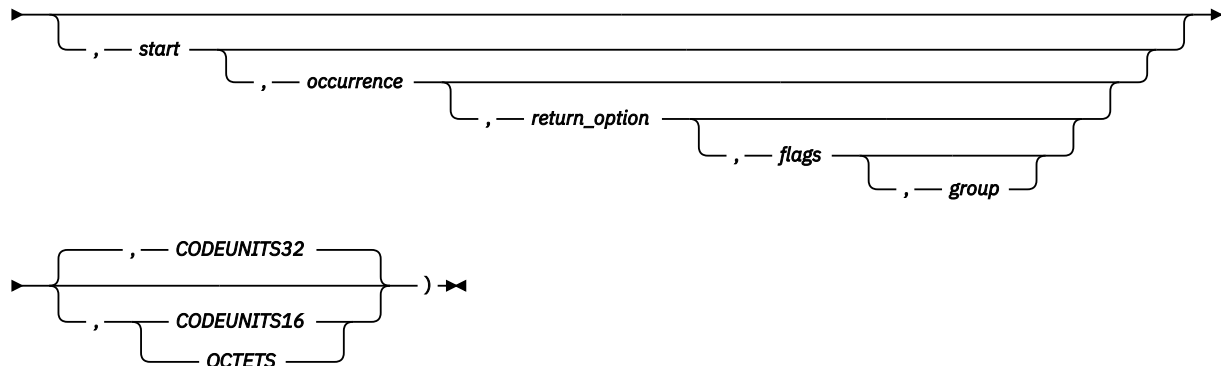 , start
, occurrence
, return_option
, flags
, group
, CODEUNITS32
)
, CODEUNITS16
OCTETS